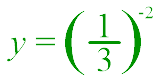 y = (1/3)^-2